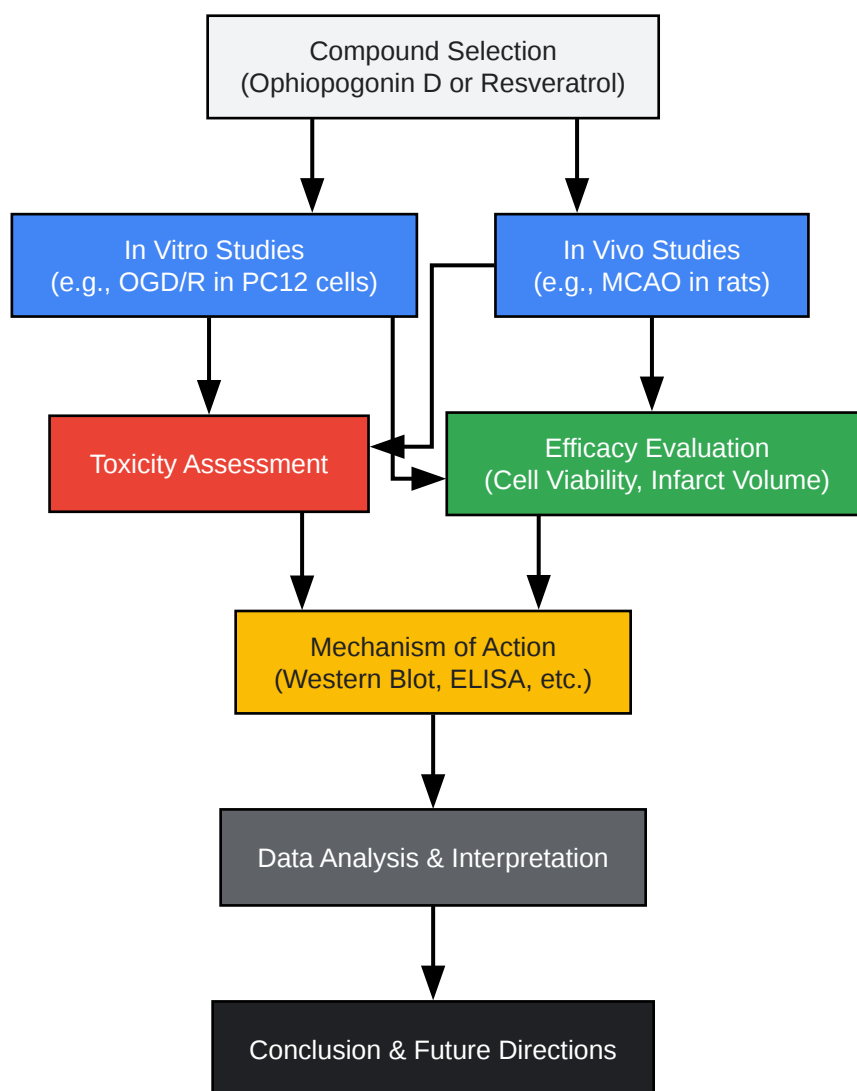 Compound Selection
(Ophiopogonin D or Resveratrol)
In Vitro Studies
(e.g., OGD/R in PC12 cells)
In Vivo Studies
(e.g., MCAO in rats)
Toxicity Assessment
Efficacy Evaluation
(Cell Viability, Infarct Volume)
Mechanism of Action
(Western Blot, ELISA, etc.)
Data Analysis & Interpretation
Conclusion & Future Directions